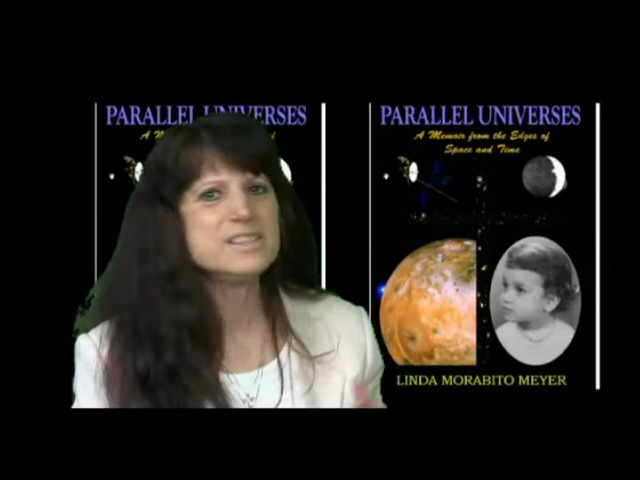 PARALLEL UNIVERSES
A M
d
PARALLEL UNIVERSES
A Memoir from the Edges of
Space and Time
LINDA MORABITO MEYER